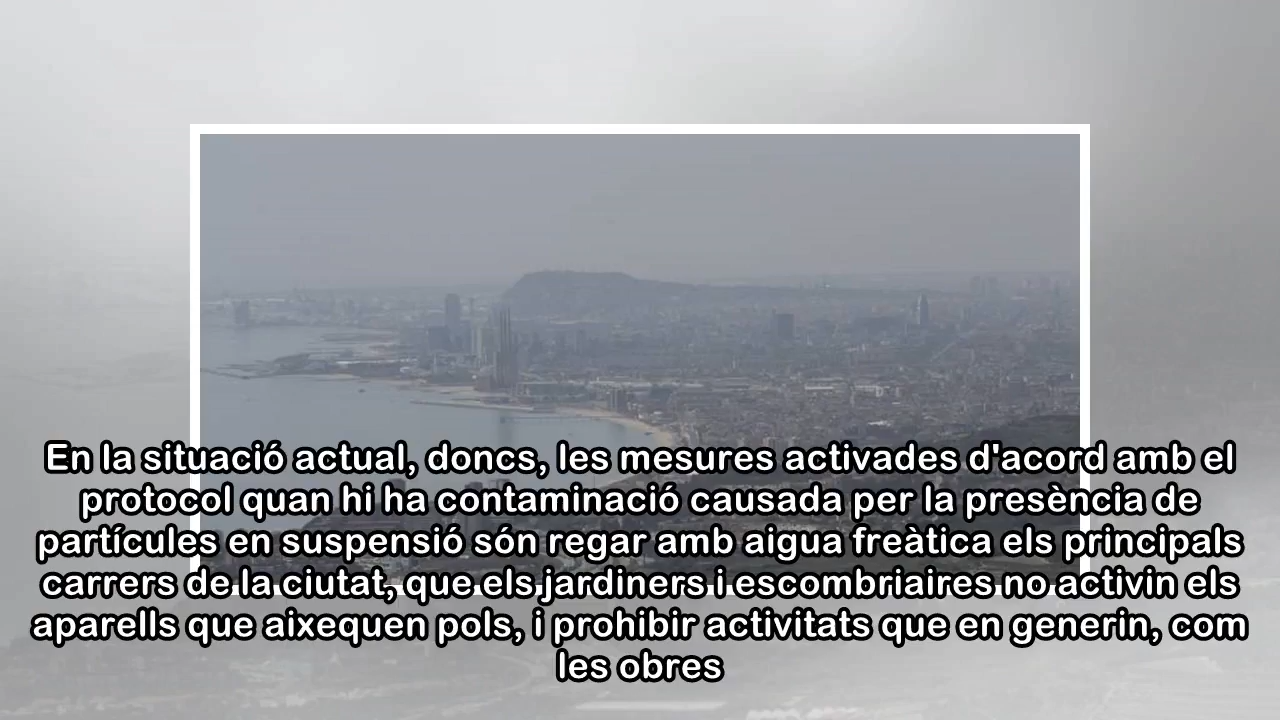 En la situació actual, doncs, les mesures activades d'acord amb el
protocol quan hi ha contaminació causada per la presència de
partícules en suspensió són regar amb aigua freàtica els principals
carrers de la ciutat, que els jardiners i escombriaires no activin els
aparells que aixequen pols, i prohibir activitats que en generin, com
les obres